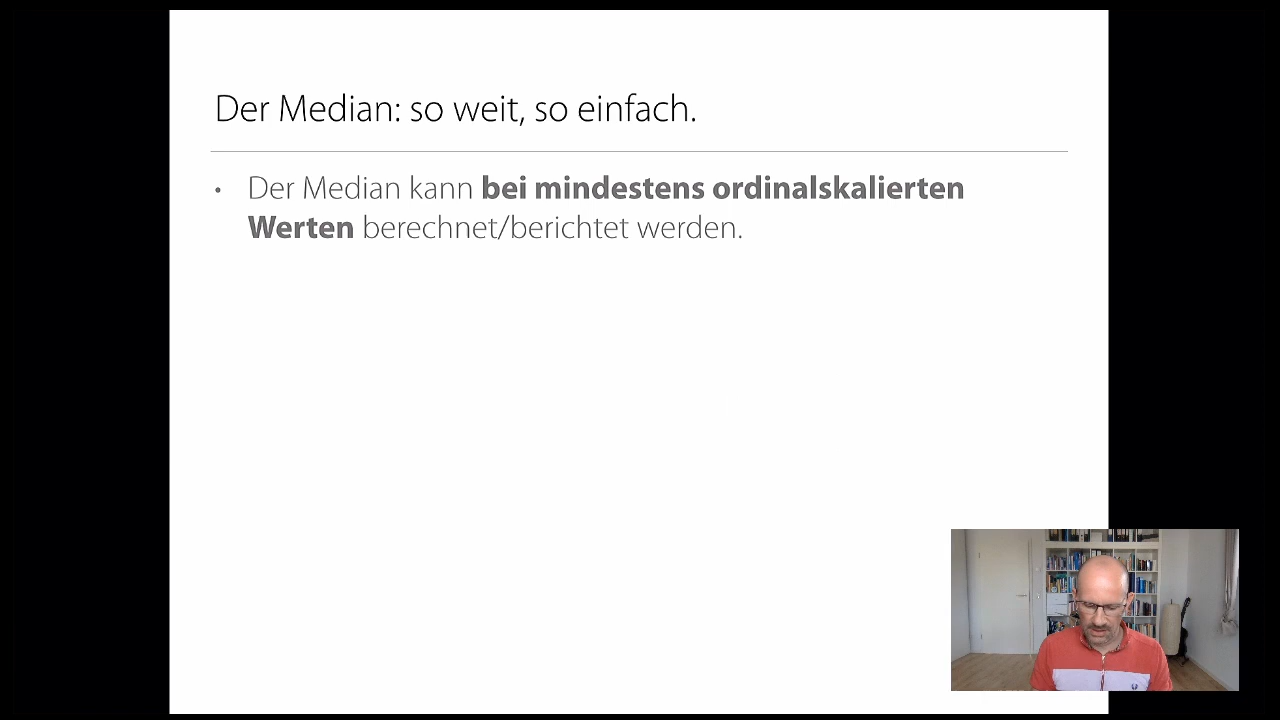 Der Median: so weit, so einfach.
• Der Median kann bei mindestens ordinalskalierten
Werten berechnet/berichtet werden.